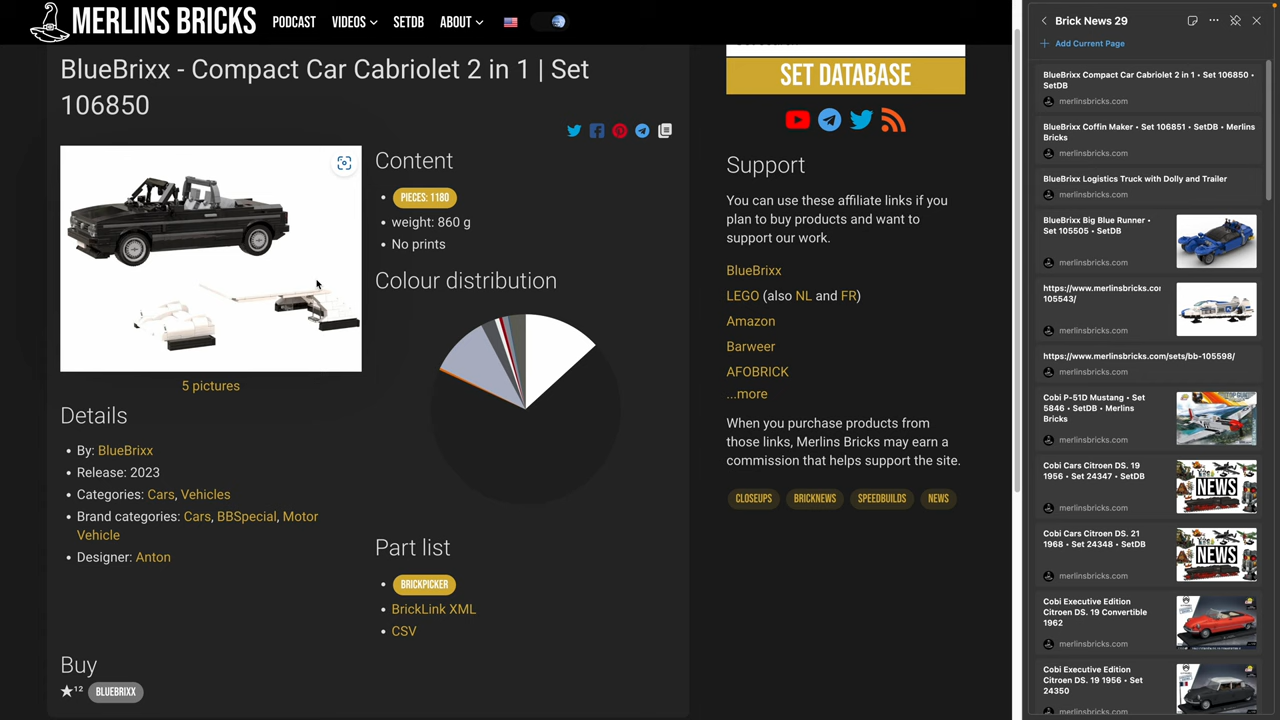 MERLINS BRICKS
PODCAST
VIDEOS
SETDB
ABOUT
BlueBrixx - Compact Car Cabriolet 2 in 1 | Set
106850
5 pictures
Details
By: BlueBrixx
Release: 2023
Categories: Cars, Vehicles
Brand categories: Cars, BBSpecial, Motor
Vehicle
Designer: Anton
Buy
12
BLUEBRIXX
Content
PIECES: 1180
weight: 860 g
No prints
Colour distribution
Part list
BRICKPICKER
BrickLink XML
CSV
SET DATABASE
Support
You can use these affiliate links if you
plan to buy products and want to
support our work.
BlueBrixx
LEGO (also NL and FR)
Amazon
Barweer
AFOBRICK
...more
When you purchase products from
those links, Merlins Bricks may earn a
commission that helps support the site.
CLOSEUPS
BRICKNEWS
SPEEDBUILDS
NEWS
Brick News 29
Add Current Page
BlueBrixx Compact Car Cabriolet 2 in 1 • Set 106850 •
SetDB
merlinsbricks.com
BlueBrixx Coffin Maker • Set 106851 • SetDB • Merlins
Bricks
merlinsbricks.com
BlueBrixx Logistics Truck with Dolly and Trailer
merlinsbricks.com
BlueBrixx Big Blue Runner •
Set 105505 • SetDB
merlinsbricks.com
https://www.merlinsbricks.co
105543/
merlinsbricks.com
https://www.merlinsbricks.com/sets/bb-105598/
merlinsbricks.com
Cobi P-51D Mustang • Set
5846 • SetDB • Merlins
Bricks
merlinsbricks.com
Cobi Cars Citroen DS. 19
1956 • Set 24347 • SetDB
merlinsbricks.com
NEWS
Cobi Cars Citroen DS. 21
1968 • Set 24348 • SetDB
merlinsbricks.com
NEWS
Cobi Executive Edition
Citroen DS. 19 Convertible
1962
merlinsbricks.com
Cobi Executive Edition
Citroen DS. 19 1956 • Set
24350
merlinsbricks.com